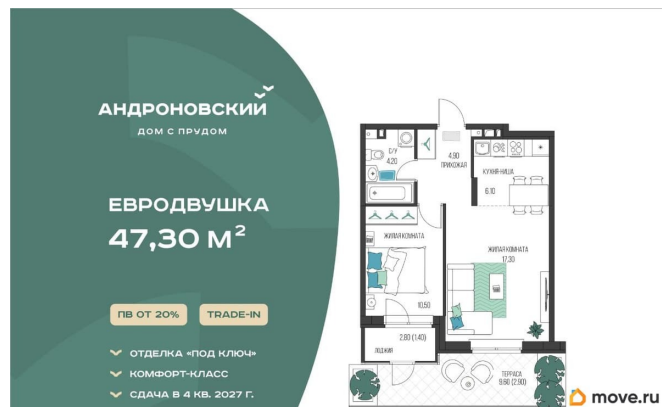 АНДРОНОВСКИЙ
ДОМ С ПРУДОМ
ЕВРОДВУШКА
47,30 М²
ПВ ОТ 20%
TRADE-IN
ОТДЕЛКА «ПОД КЛЮЧ»
КОМФОРТ-КЛАСС
СДАЧА В 4 КВ. 2027 Г.
С/У
4.20
4.90
ПРИХОЖАЯ
КУХНЯ-НИША
6.10
ЖИЛАЯ КОМНАТА
10.50
ЖИЛАЯ КОМНАТА
17.30
2.80 (1.40)
ЛОДЖИЯ
ТЕРРАСА
9.60 (2.90)
move.ru